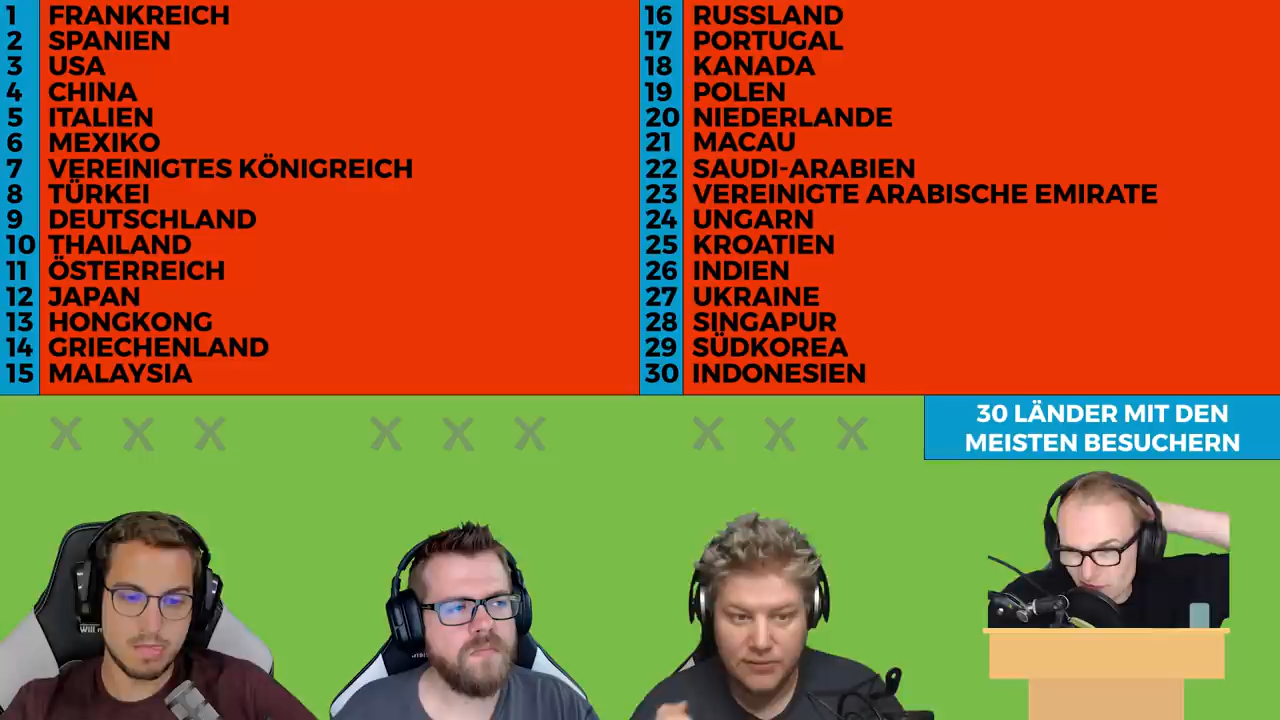 1 FRANKREICH
2 SPANIEN
3 USA
4 CHINA
5 ITALIEN
6 MEXIKO
7 VEREINIGTES KÖNIGREICH
8 TÜRKEI
9 DEUTSCHLAND
10 THAILAND
11 ÖSTERREICH
12 JAPAN
13 HONGKONG
14 GRIECHENLAND
15 MALAYSIA
16 RUSSLAND
17 PORTUGAL
18 KANADA
19 POLEN
20 NIEDERLANDE
21 MACAU
22 SAUDI-ARABIEN
23 VEREINIGTE ARABISCHE EMIRATE
24 UNGARN
25 KROATIEN
26 INDIEN
27 UKRAINE
28 SINGAPUR
29 SÜDKOREA
30 INDONESIEN
X X X X X X X X X
30 LÄNDER MIT DEN
MEISTEN BESUCHERN